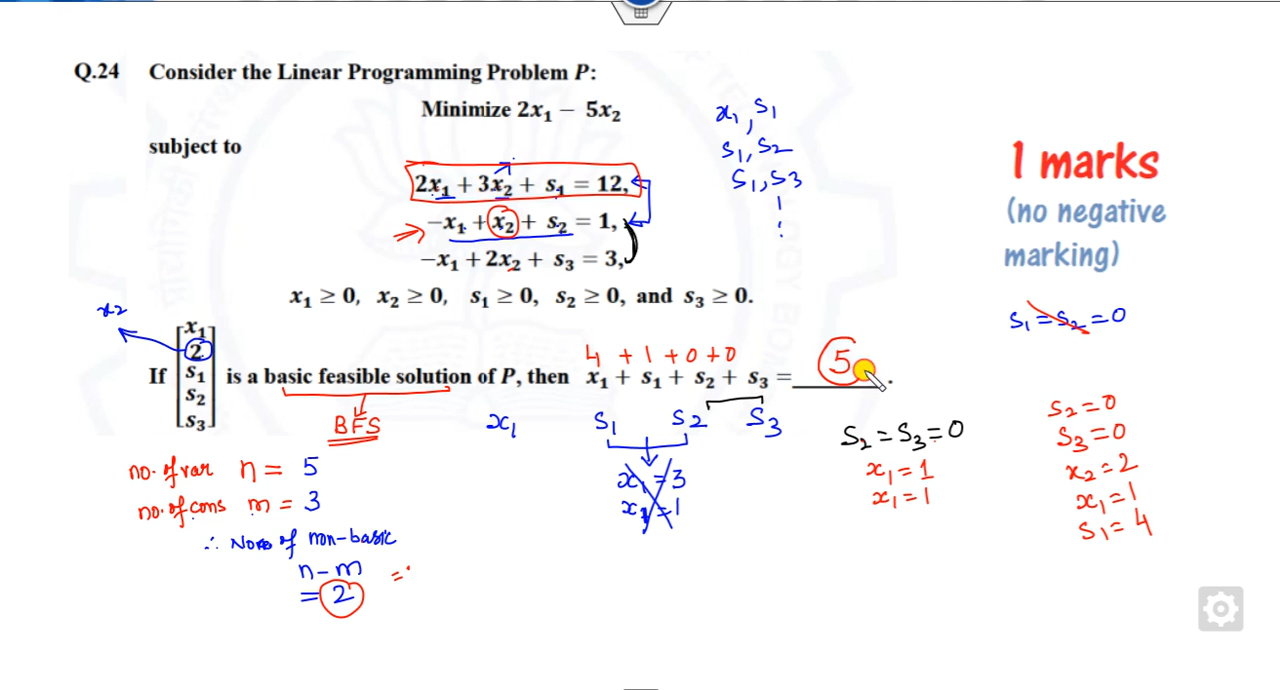 Q.24 Consider the Linear Programming Problem P:
Minimize 2x₁ − 5x₂
subject to
2x₁ + 3x₂ + s₁ = 12,
−x₁ + x₂ + s₂ = 1,
−x₁ + 2x₂ + s₃ = 3,
x₁ ≥ 0, x₂ ≥ 0, s₁ ≥ 0, s₂ ≥ 0, and s₃ ≥ 0.
x₁, s₁
s₁, s₂
s₁, s₃
1 marks
(no negative
marking)
s₁ = s₂ = 0
x2
If [x₁ 2 s₁ s₂ s₃] is a basic feasible solution of P, then x₁ + s₁ + s₂ + s₃ = ________.
4 + 1 + 0 + 0
5
BFS
x₁ s₁ s2 s3
x₁ = 3
x₁ = 1
s₂ = s₃ = 0
x₁ = 1
x₁ = 1
s₂ = 0
s₃ = 0
x₂ = 2
x₁ = 1
s₁ = 4
no. of var n = 5
no. of cons m = 3
∴ No of non-basic
n − m
= 2